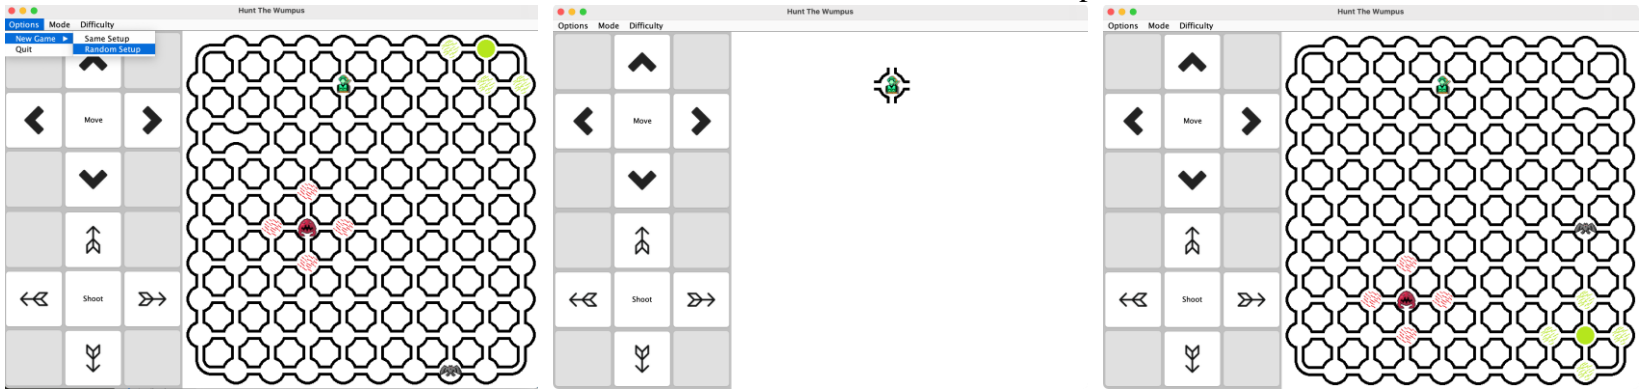 Hunt The Wumpus
Options Mode Difficulty
New Game Same Setup
Quit Random Setup
Move
Shoot
Hunt The Wumpus
Options Mode Difficulty
Move
Shoot
Hunt The Wumpus
Options Mode Difficulty
Move
Shoot